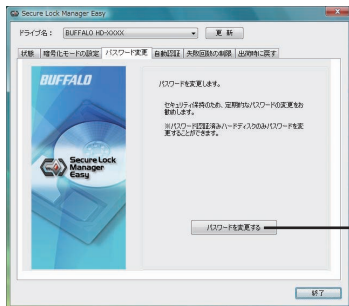 Secure Lock Manager Easy
ドライブ名： BUFFALO HD-XXXX 更 新
状態 暗号化モードの設定 パスワード変更 自動認証 失敗回数の制限 出荷時に戻す
BUFFALO
パスワードを変更します。
セキュリティ保持のため、定期的なパスワードの変更をお
勧めします。
※パスワード認証済みハードディスクのみパスワードを変
更することができます。
Secure Lock
Manager
Easy
パスワードを変更する
終了